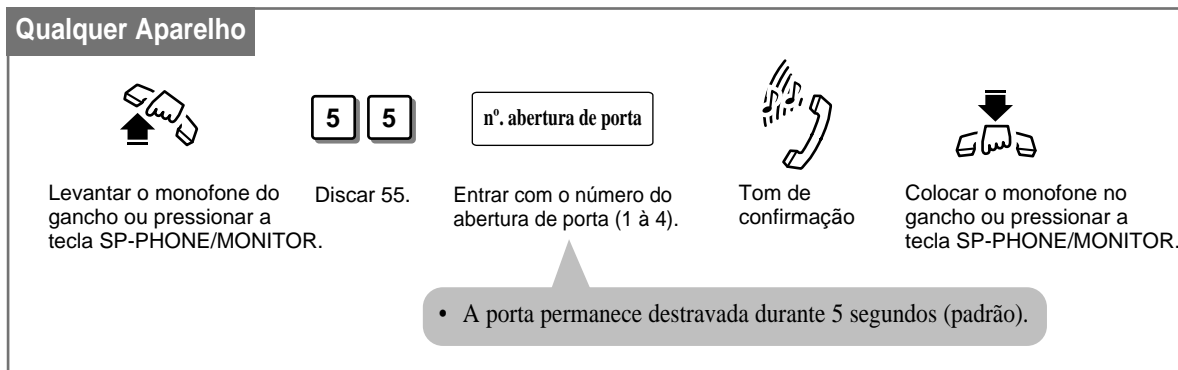 Qualquer Aparelho
5 5
nº. abertura de porta
Levantar o monofone do
gancho ou pressionar a
tecla SP-PHONE/MONITOR.
Discar 55.
Entrar com o número do
abertura de porta (1 à 4).
Tom de
confirmação
Colocar o monofone no
gancho ou pressionar a
tecla SP-PHONE/MONITOR.
• A porta permanece destravada durante 5 segundos (padrão).